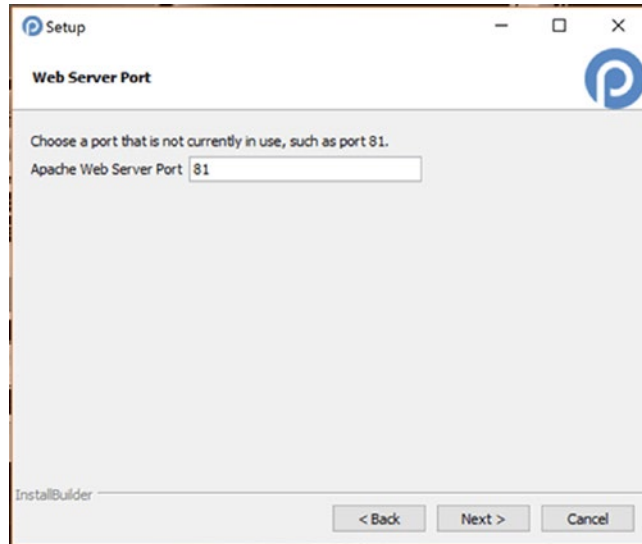 Setup
Web Server Port
Choose a port that is not currently in use, such as port 81.
Apache Web Server Port 81
InstallBuilder
< Back Next > Cancel